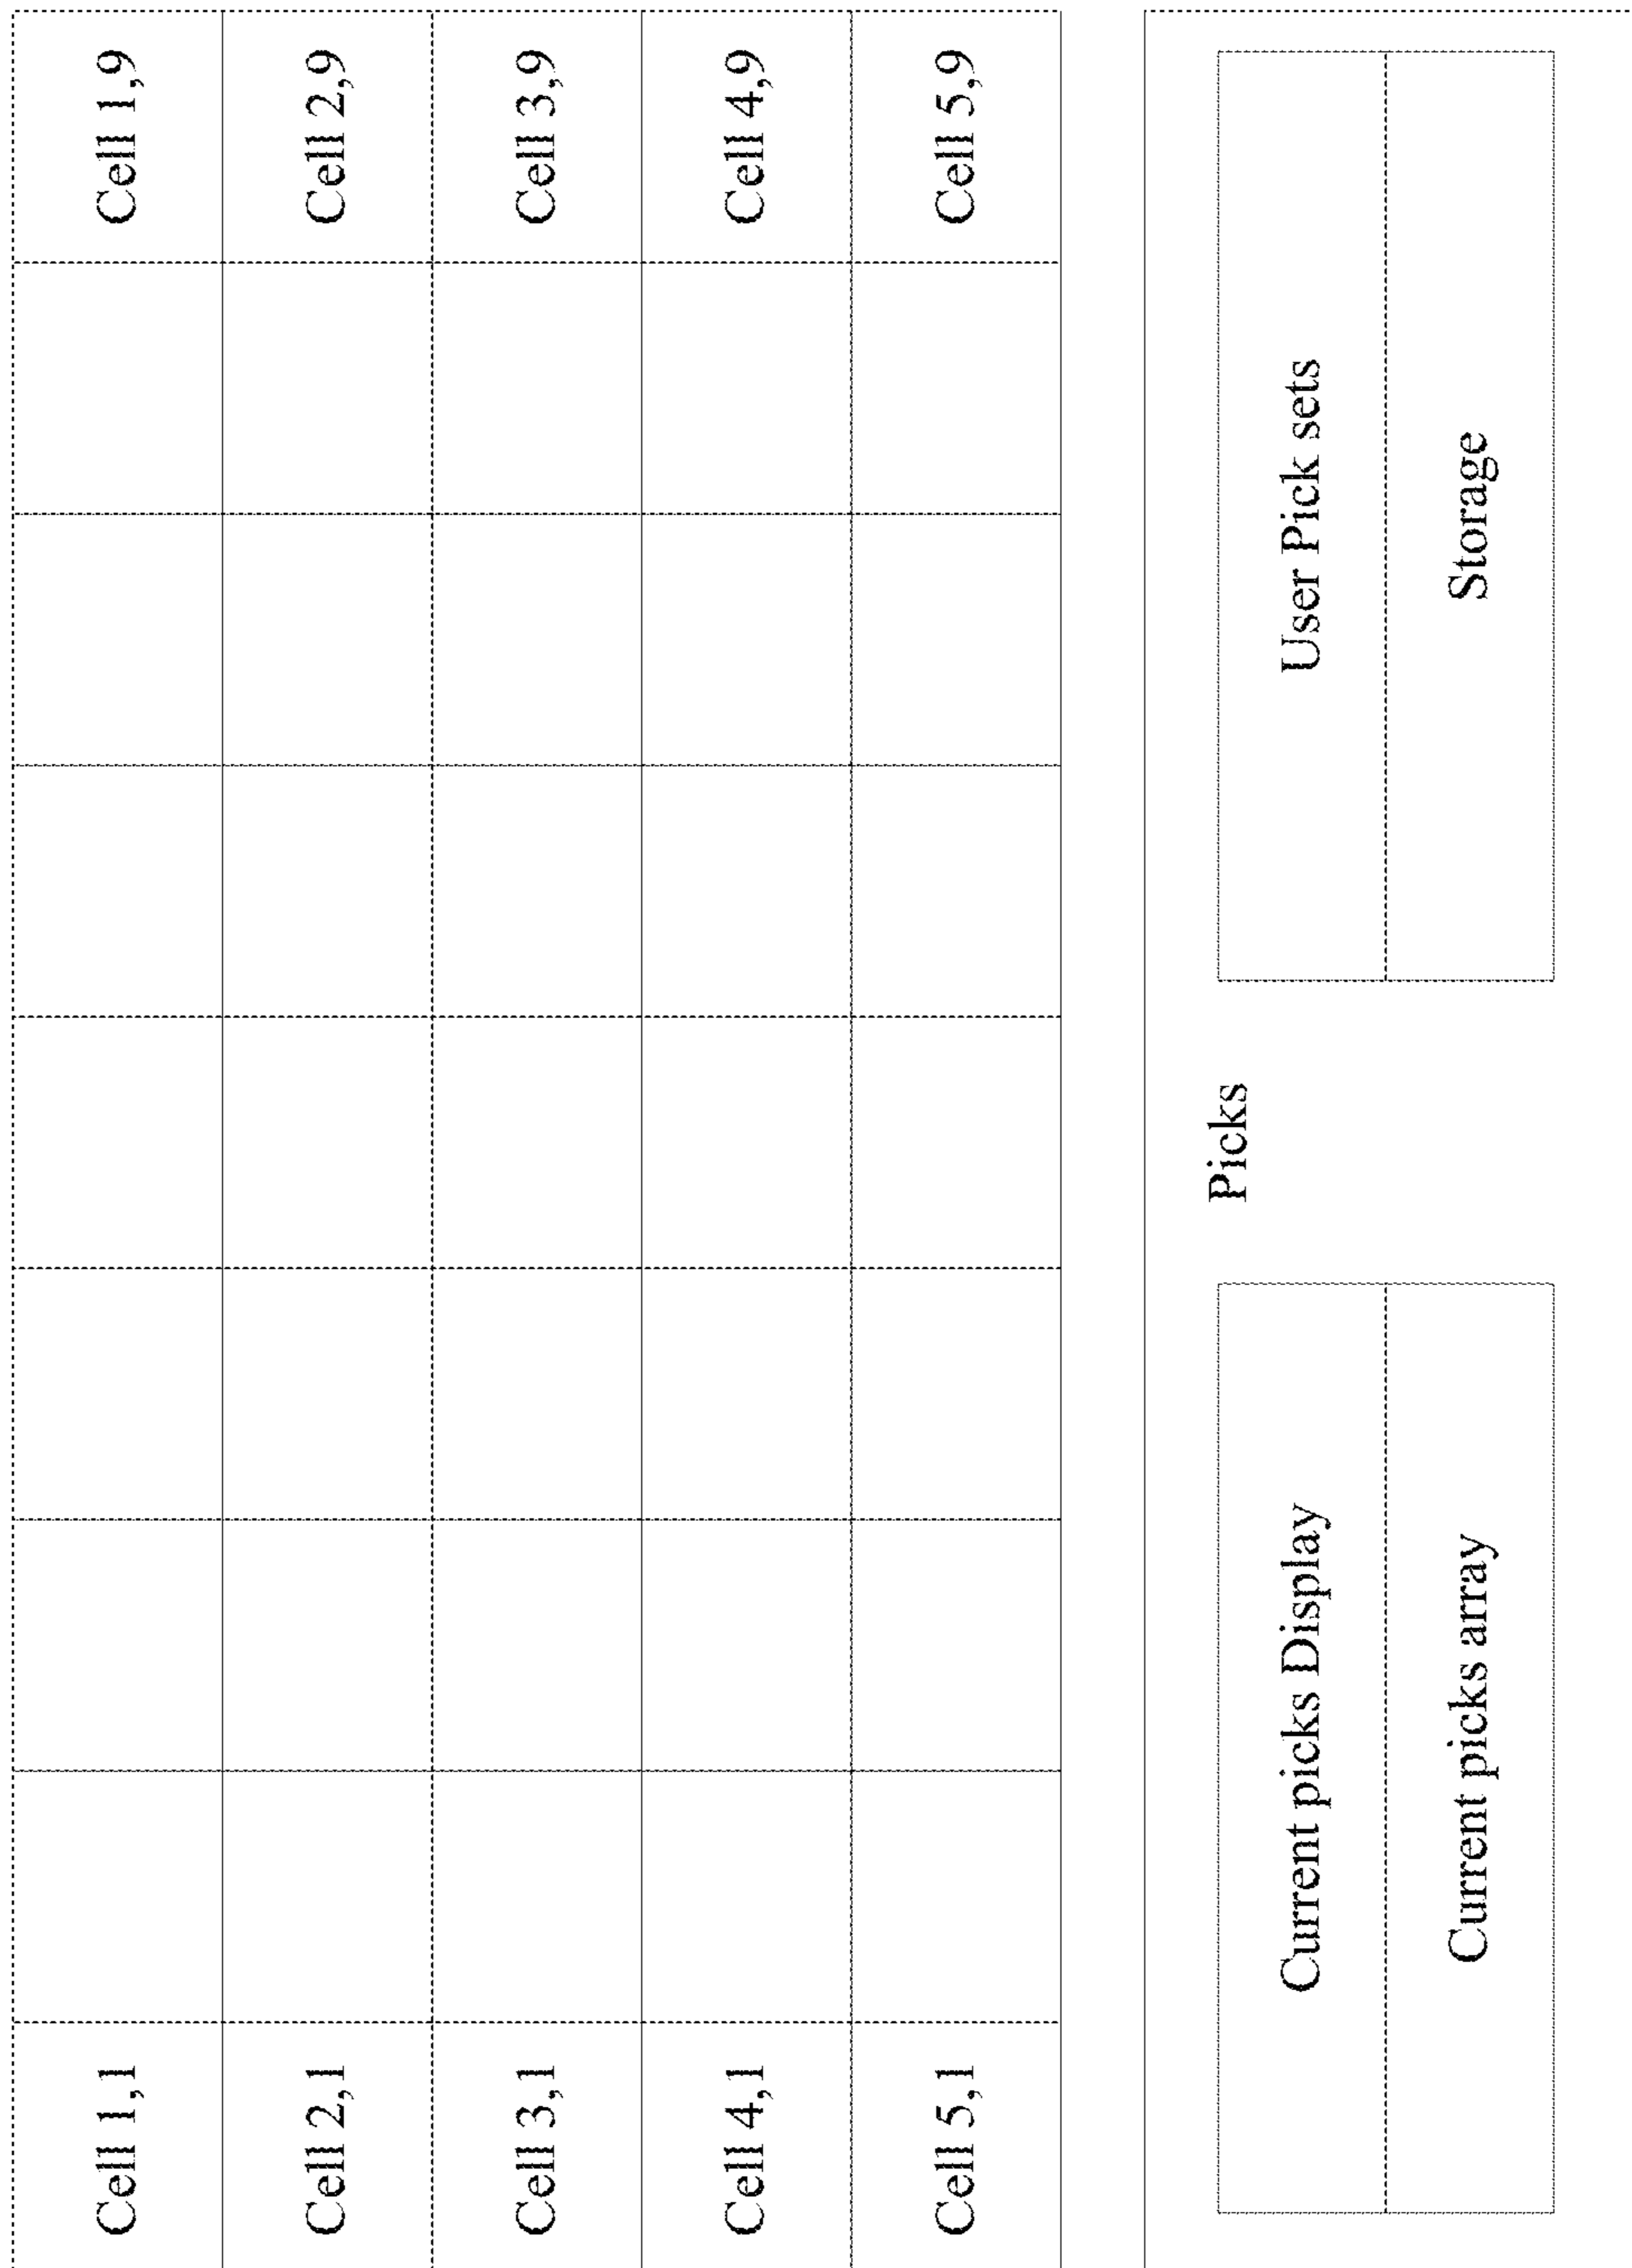 Cell 1,1
Cell 1,9
Cell 2,1
Cell 2,9
Cell 3,1
Cell 3,9
Cell 4,1
Cell 4,9
Cell 5,1
Cell 5,9
Picks
Current picks Display
User Pick sets
Current picks array
Storage